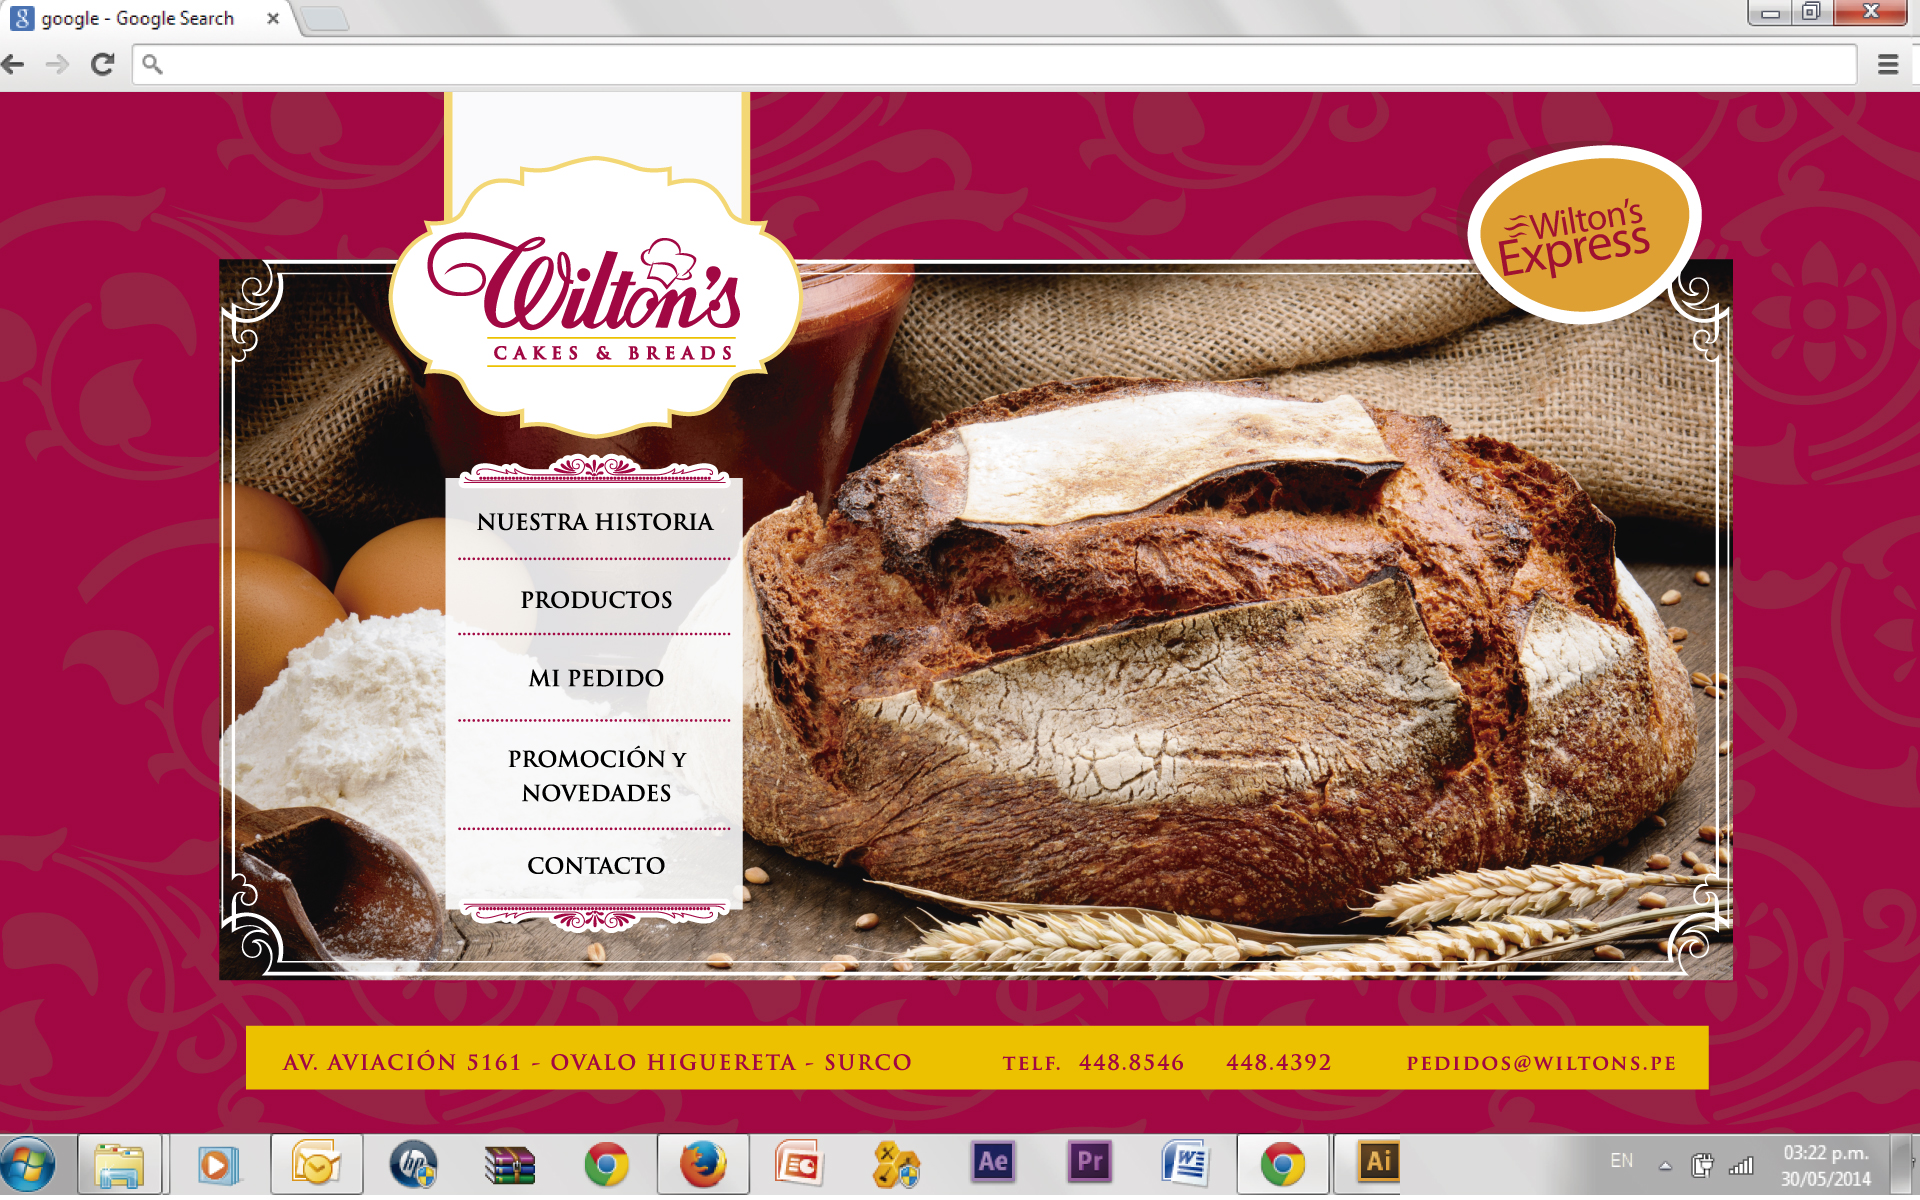 google - Google Search
Wilton's
Express
Wilton's
CAKES & BREADS
NUESTRA HISTORIA
PRODUCTOS
MI PEDIDO
PROMOCIÓN y
NOVEDADES
CONTACTO
AV. AVIACIÓN 5161 - OVALO HIGUERETA - SURCO TELF. 448.8546 448.4392 PEDIDOS@WILTONS.PE
hp Ae Pr W Ai EN 03:22 p.m.
30/05/2014